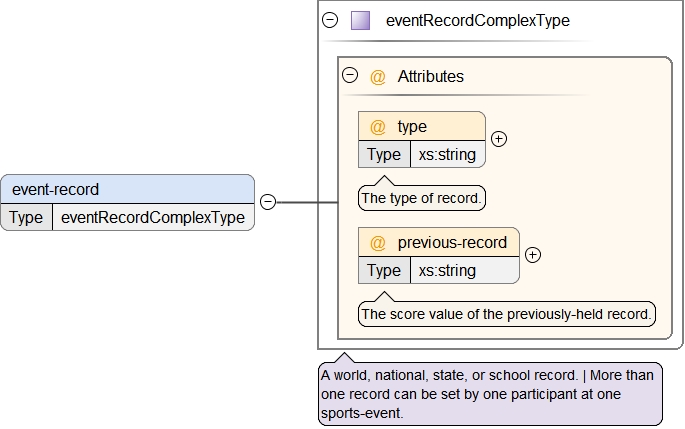 eventRecordComplexType
@ Attributes
@ type
Type xs:string
The type of record.
event-record
Type eventRecordComplexType
@ previous-record
Type xs:string
The score value of the previously-held record.
A world, national, state, or school record. | More than
one record can be set by one participant at one
sports-event.